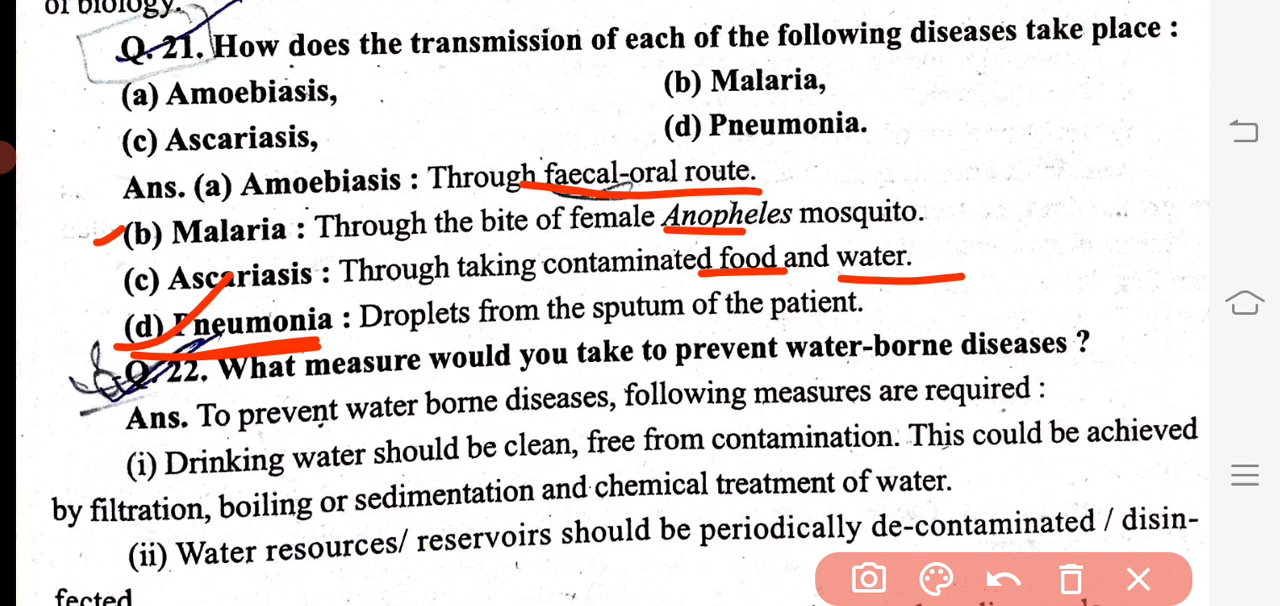 of biology.
Q. 21. How does the transmission of each of the following diseases take place :
(a) Amoebiasis,
(b) Malaria,
(c) Ascariasis,
(d) Pneumonia.
Ans. (a) Amoebiasis : Through faecal-oral route.
(b) Malaria : Through the bite of female Anopheles mosquito.
(c) Ascariasis : Through taking contaminated food and water.
(d) Pneumonia : Droplets from the sputum of the patient.
Q. 22. What measure would you take to prevent water-borne diseases ?
Ans. To prevent water borne diseases, following measures are required :
(i) Drinking water should be clean, free from contamination. This could be achieved
by filtration, boiling or sedimentation and chemical treatment of water.
(ii) Water resources/ reservoirs should be periodically de-contaminated / disin-
fected